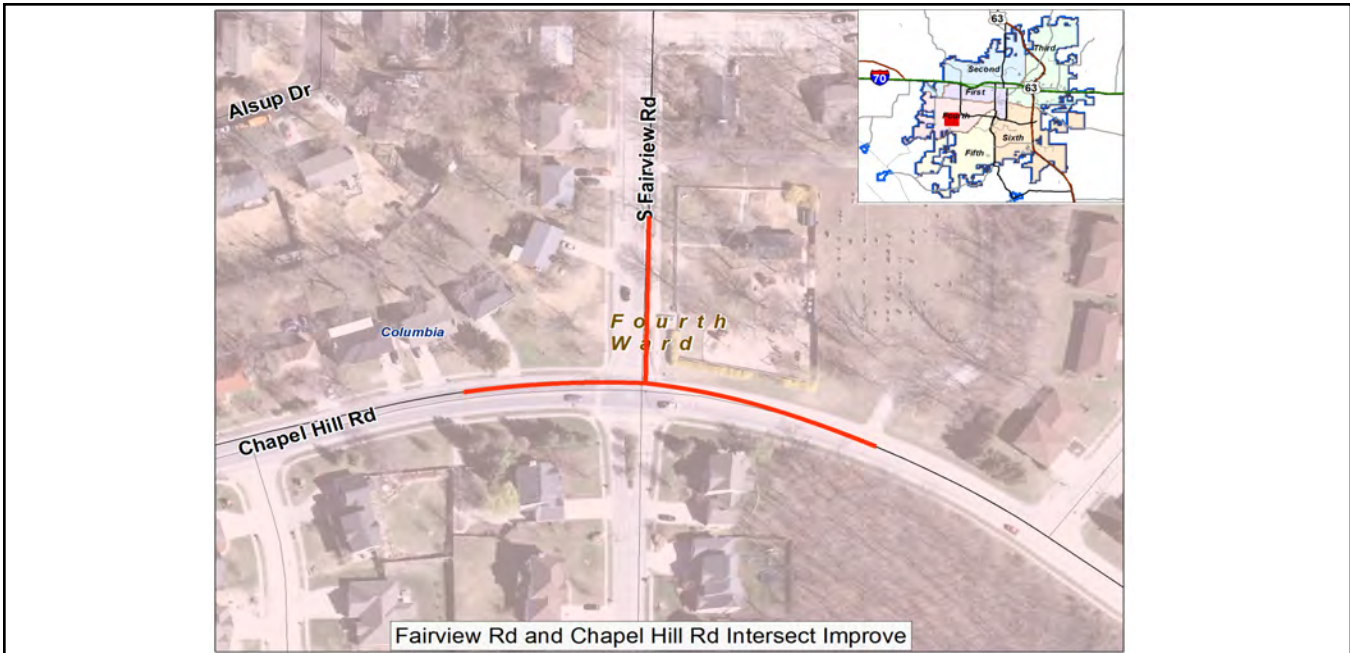 Alsup Dr
S Fairview Rd
Columbia
Fourth
Ward
Chapel Hill Rd
63
Third
Second
70
63
First
Fourth
Sixth
Fifth
Fairview Rd and Chapel Hill Rd Intersect Improve